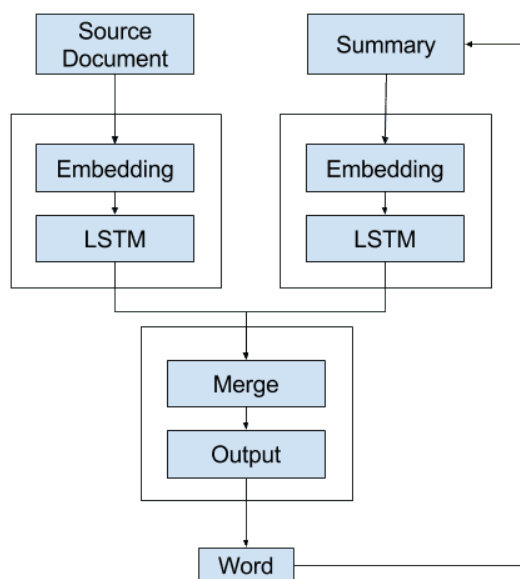 Source
Document
Summary
Embedding
LSTM
Embedding
LSTM
Merge
Output
Word